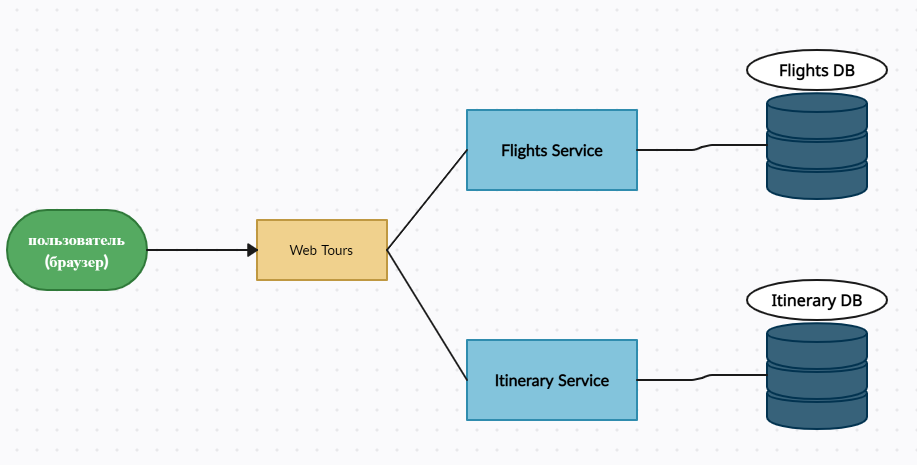 Flights DB
Flights Service
пользователь
(браузер)
Web Tours
Itinerary DB
Itinerary Service